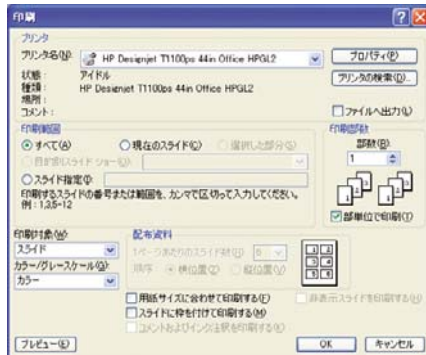 印刷
プリンタ
プリンタ名(N): HP Designjet T1100ps 44in Office HPGL2 プロパティ(P)
状態: アイドル プリンタの検索(D)...
種類: HP Designjet T1100ps 44in Office HPGL2
場所:
コメント: ファイルへ出力(L)
印刷範囲 印刷部数
すべて(A) 現在のスライド(C) 選択した部分(S) 部数(R):
目的別スライド ショー(O): 1
スライド指定(I):
印刷するスライドの番号または範囲を、カンマで区切って入力してください。
例: 1,3,5-12
部単位で印刷(T)
印刷対象(W): 配布資料
スライド 1ページあたりのスライド数(R): 6
カラー/グレースケール(G): 順序: 横位置(Z) 縦位置(V)
カラー
用紙サイズに合わせて印刷する(F) 非表示スライドを印刷する(H)
スライドに枠を付けて印刷する(M)
コメントおよびインク注釈を印刷する(K)
プレビュー(E) OK キャンセル